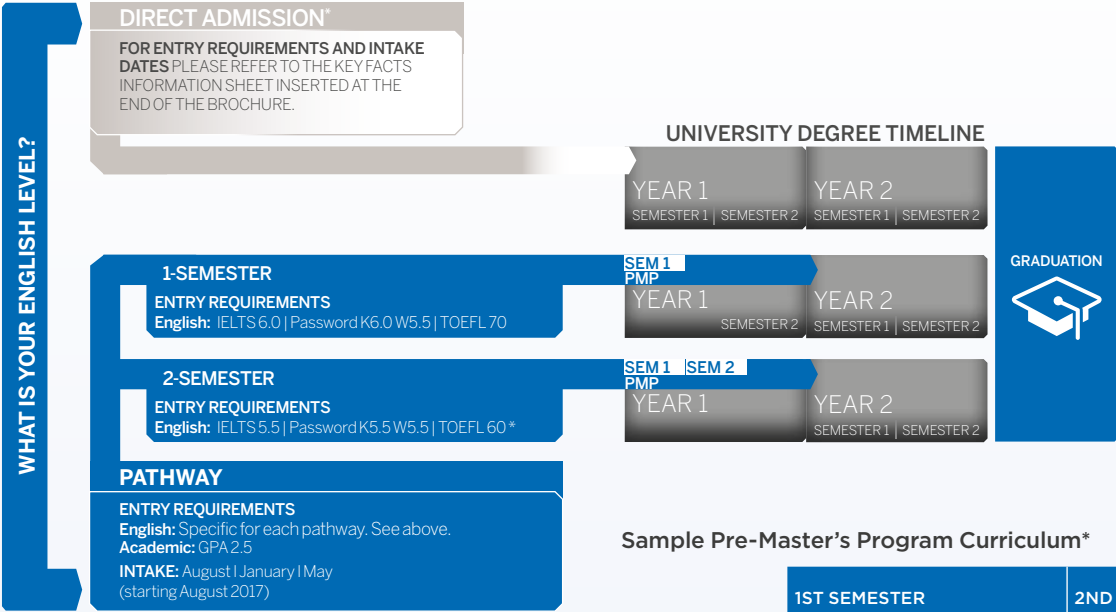 WHAT IS YOUR ENGLISH LEVEL?
DIRECT ADMISSION*
FOR ENTRY REQUIREMENTS AND INTAKE
DATES PLEASE REFER TO THE KEY FACTS
INFORMATION SHEET INSERTED AT THE
END OF THE BROCHURE.
UNIVERSITY DEGREE TIMELINE
YEAR 1
SEMESTER 1 | SEMESTER 2
YEAR 2
SEMESTER 1 | SEMESTER 2
GRADUATION
1-SEMESTER
ENTRY REQUIREMENTS
English: IELTS 6.0 | Password K6.0 W5.5 | TOEFL 70
SEM 1
PMP
YEAR 1
SEMESTER 2
YEAR 2
SEMESTER 1 | SEMESTER 2
2-SEMESTER
ENTRY REQUIREMENTS
English: IELTS 5.5 | Password K5.5 W5.5 | TOEFL 60 *
SEM 1 SEM 2
PMP
YEAR 1
YEAR 2
SEMESTER 1 | SEMESTER 2
PATHWAY
ENTRY REQUIREMENTS
English: Specific for each pathway. See above.
Academic: GPA 2.5
INTAKE: August I January I May
(starting August 2017)
Sample Pre-Master's Program Curriculum*
1ST SEMESTER
2ND